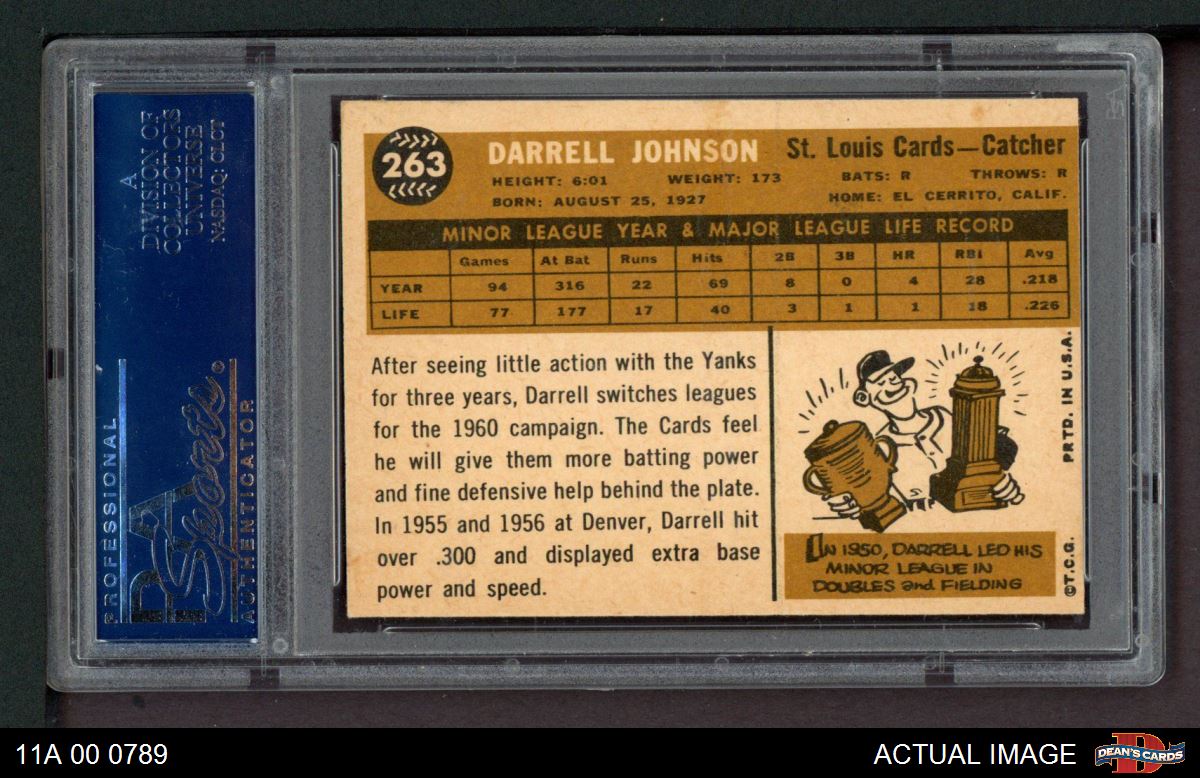 A
DIVISION OF
COLLECTORS
UNIVERSE
NASDAQ: CLCT
PROFESSIONAL
PSA
Sports
AUTHENTICATOR
263
DARRELL JOHNSON St. Louis Cards—Catcher
HEIGHT: 6:01 WEIGHT: 173 BATS: R THROWS: R
BORN: AUGUST 25, 1927 HOME: EL CERRITO, CALIF.
MINOR LEAGUE YEAR & MAJOR LEAGUE LIFE RECORD
Games At Bat Runs Hits 2B 3B HR RBI Avg
YEAR 94 316 22 69 8 0 4 28 .218
LIFE 77 177 17 40 3 1 1 18 .226
After seeing little action with the Yanks
for three years, Darrell switches leagues
for the 1960 campaign. The Cards feel
he will give them more batting power
and fine defensive help behind the plate.
In 1955 and 1956 at Denver, Darrell hit
over .300 and displayed extra base
power and speed.
IN 1950, DARRELL LED HIS
MINOR LEAGUE IN
DOUBLES and FIELDING
©T.C.G. PRTD. IN U.S.A.
11A 00 0789
ACTUAL IMAGE
DEAN'S CARDS